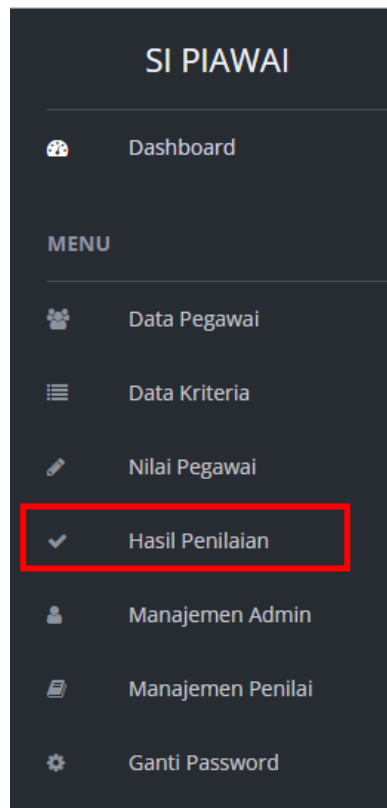 SI PIAWAI
Dashboard
MENU
Data Pegawai
Data Kriteria
Nilai Pegawai
Hasil Penilaian
Manajemen Admin
Manajemen Penilai
Ganti Password